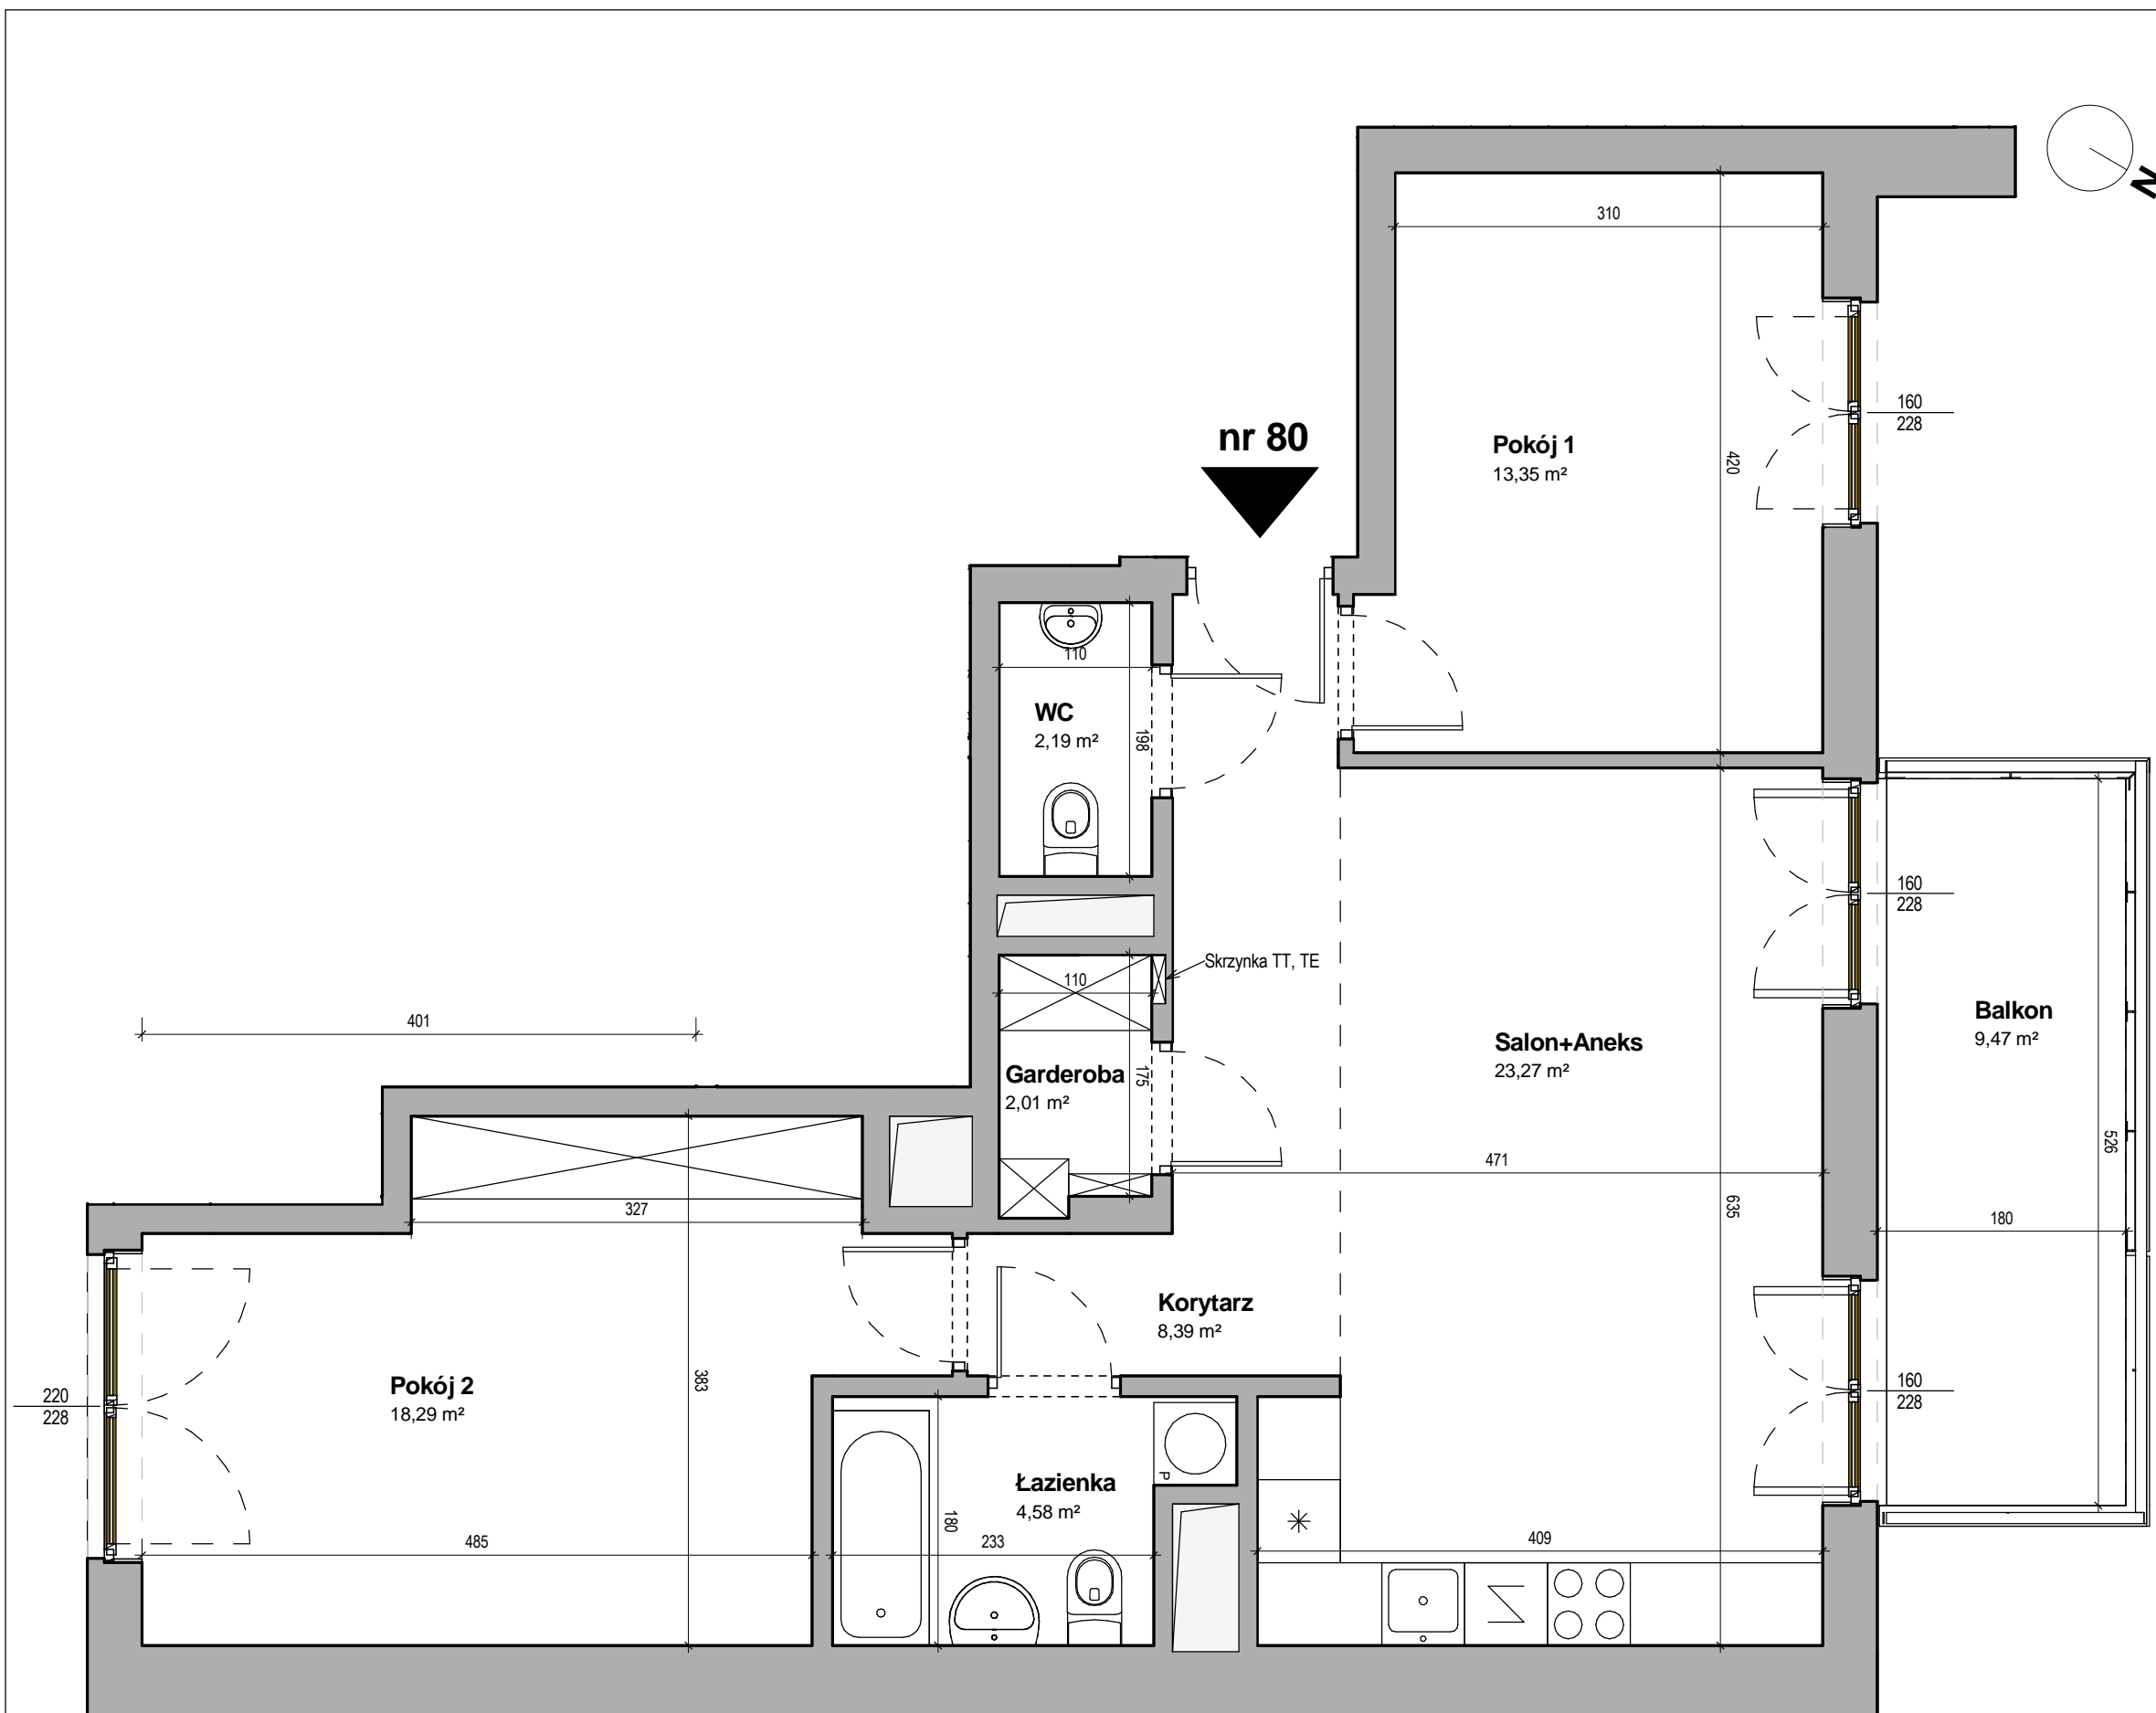 N
310
nr 80
160
228
Pokój 1
13,35 m²
420
110
WC
2,19 m²
198
160
228
Skrzynka TT, TE
110
401
Balkon
9,47 m²
Salon+Aneks
23,27 m²
Garderoba
2,01 m²
175
526
471
327
635
180
Korytarz
8,39 m²
Pokój 2
18,29 m²
383
220
228
160
228
Łazienka
4,58 m²
P
180
485
233
409